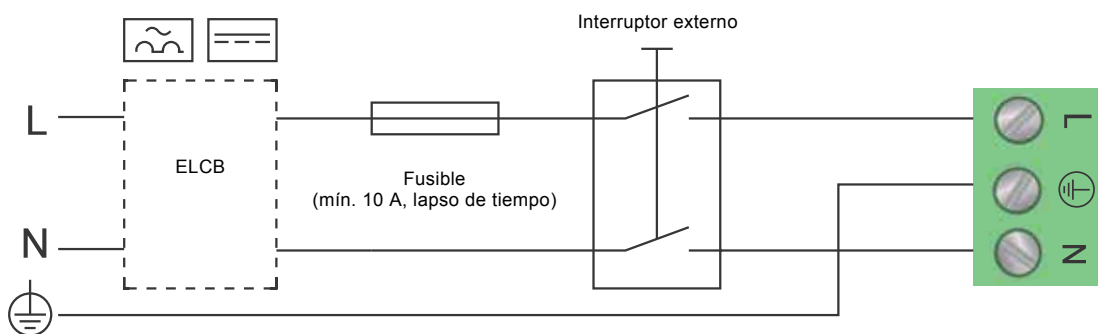 Interruptor externo
L
ELCB
Fusible
(mín. 10 A, lapso de tiempo)
N
L
N